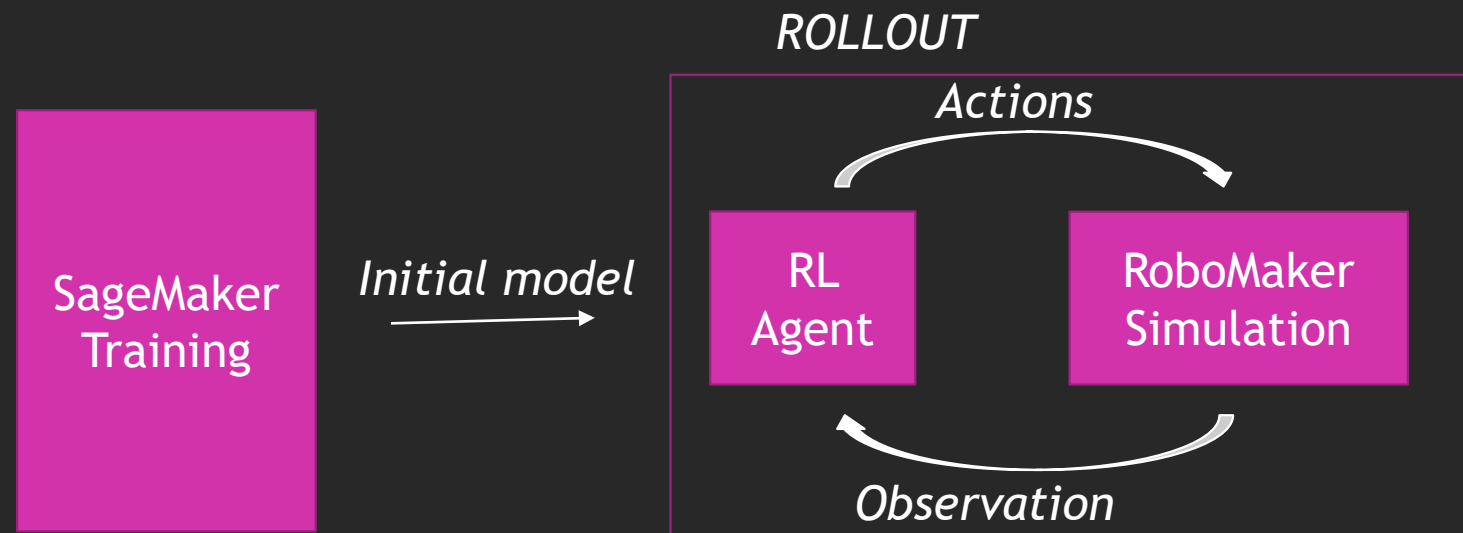 ROLLOUT
Actions
SageMaker
Training
Initial model
RL
Agent
RoboMaker
Simulation
Observation